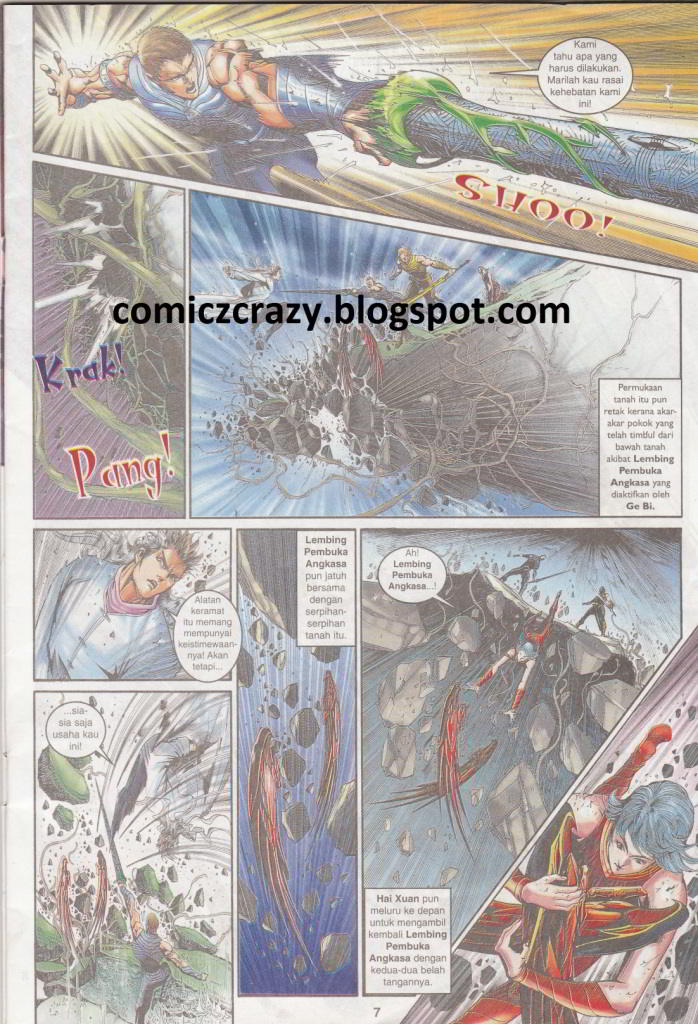 Kami
tahu apa yang
harus dilakukan.
Marilah kau rasai
kehebatan kami
ini!
SHOO!
Krak!
Pang!
comiczcrazy.blogspot.com
Permukaan
tanah itu pun
retak kerana akar-
akar pokok yang
telah timbul dari
bawah tanah
akibat Lembing
Pembuka
Angkasa yang
diaktifkan oleh
Ge Bi.
Alatan
keramat
itu memang
mempunyai
keistimewaan-
nya! Akan
tetapi...
Lembing
Pembuka
Angkasa
pun jatuh
bersama
dengan
serpihan-
serpihan
tanah itu.
Ah!
Lembing
Pembuka
Angkasa...!
...sia-
sia saja
usaha kau
ini!
Hai Xuan pun
meluru ke depan
untuk mengambil
kembali Lembing
Pembuka
Angkasa dengan
kedua-dua belah
tangannya.
7